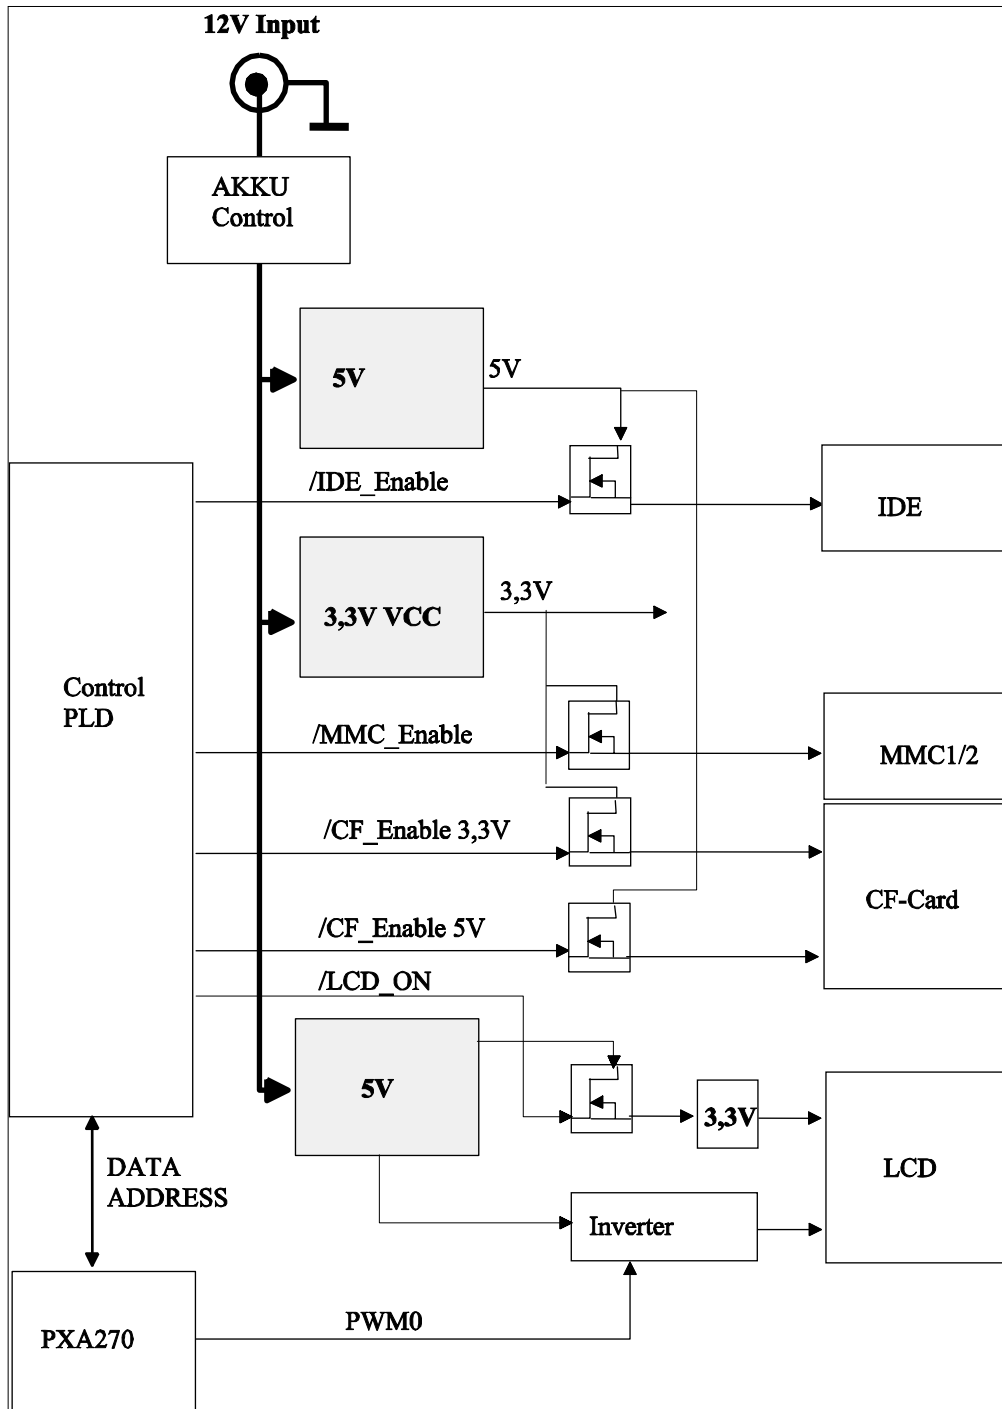 12V Input
AKKU
Control
5V
5V
/IDE_Enable
IDE
3,3V
3,3V VCC
Control
PLD
/MMC_Enable
MMC1/2
/CF_Enable 3,3V
CF-Card
/CF_Enable 5V
/LCD_ON
5V
3,3V
LCD
DATA
ADDRESS
Inverter
PWM0
PXA270